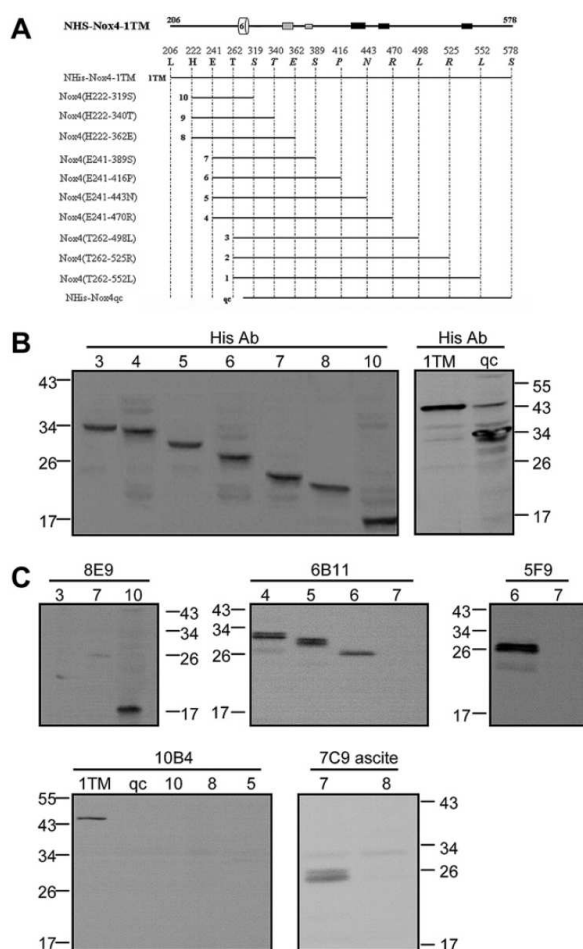 A
NHS-Nox4-1TM
206
6
578
206 222 241 262 319 340 362 389 416 443 470 498 525 552 578
L H E T S T E S P N R L R L S
NHis-Nox4-1TM 1TM
Nox4(H222-319S) 10
Nox4(H222-340T) 9
Nox4(H222-362E) 8
Nox4(E241-389S) 7
Nox4(E241-416P) 6
Nox4(E241-443N) 5
Nox4(E241-470R) 4
Nox4(T262-498L) 3
Nox4(T262-525R) 2
Nox4(T262-552L) 1
NHis-Nox4qc qc
B
His Ab
3 4 5 6 7 8 10
43
34
26
17
His Ab
1TM qc
55
43
34
26
17
C
8E9
3 7 10
43
34
26
17
6B11
4 5 6 7
43
34
26
17
5F9
6 7
43
34
26
17
10B4
1TM qc 10 8 5
55
43
34
26
17
7C9 ascite
7 8
43
34
26
17